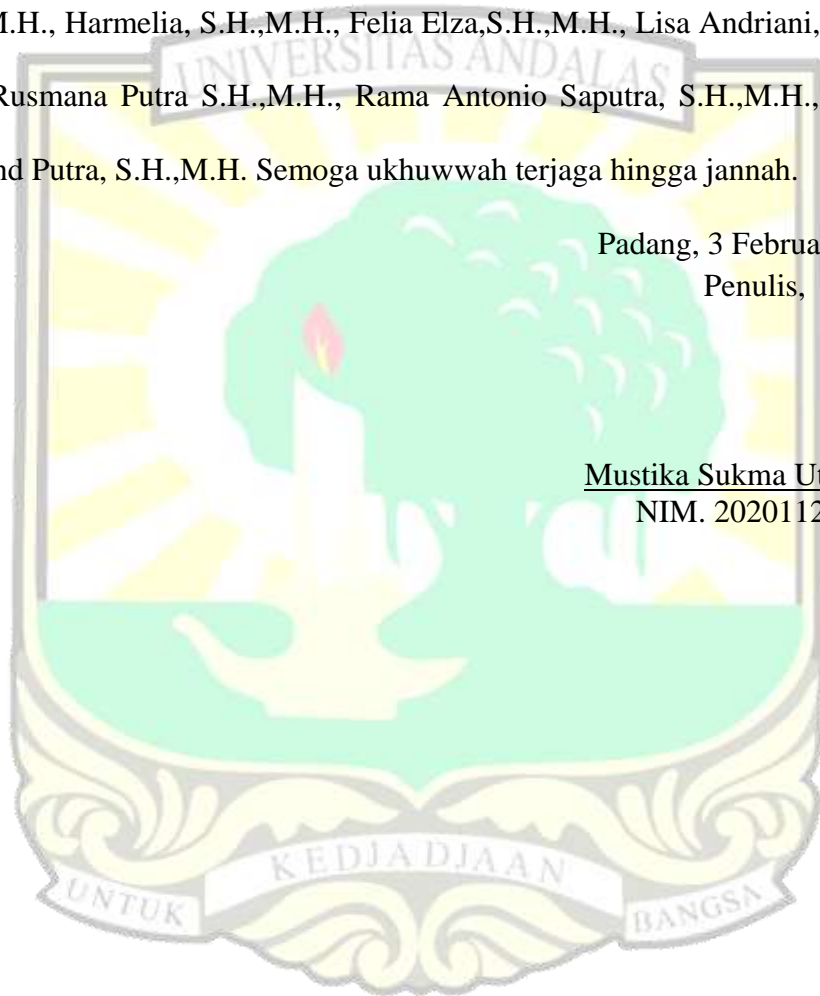 M.H., Harmelia, S.H.,M.H., Felia Elza,S.H.,M.H., Lisa Andriani,
UNIVERSITAS ANDALAS
Rusmana Putra S.H.,M.H., Rama Antonio Saputra, S.H.,M.H.,
nd Putra, S.H.,M.H. Semoga ukhuwwah terjaga hingga jannah.
Padang, 3 Februa
Penulis,
Mustika Sukma Ut
NIM. 2020112
KEDJADJAAN
UNTUK
BANGSA